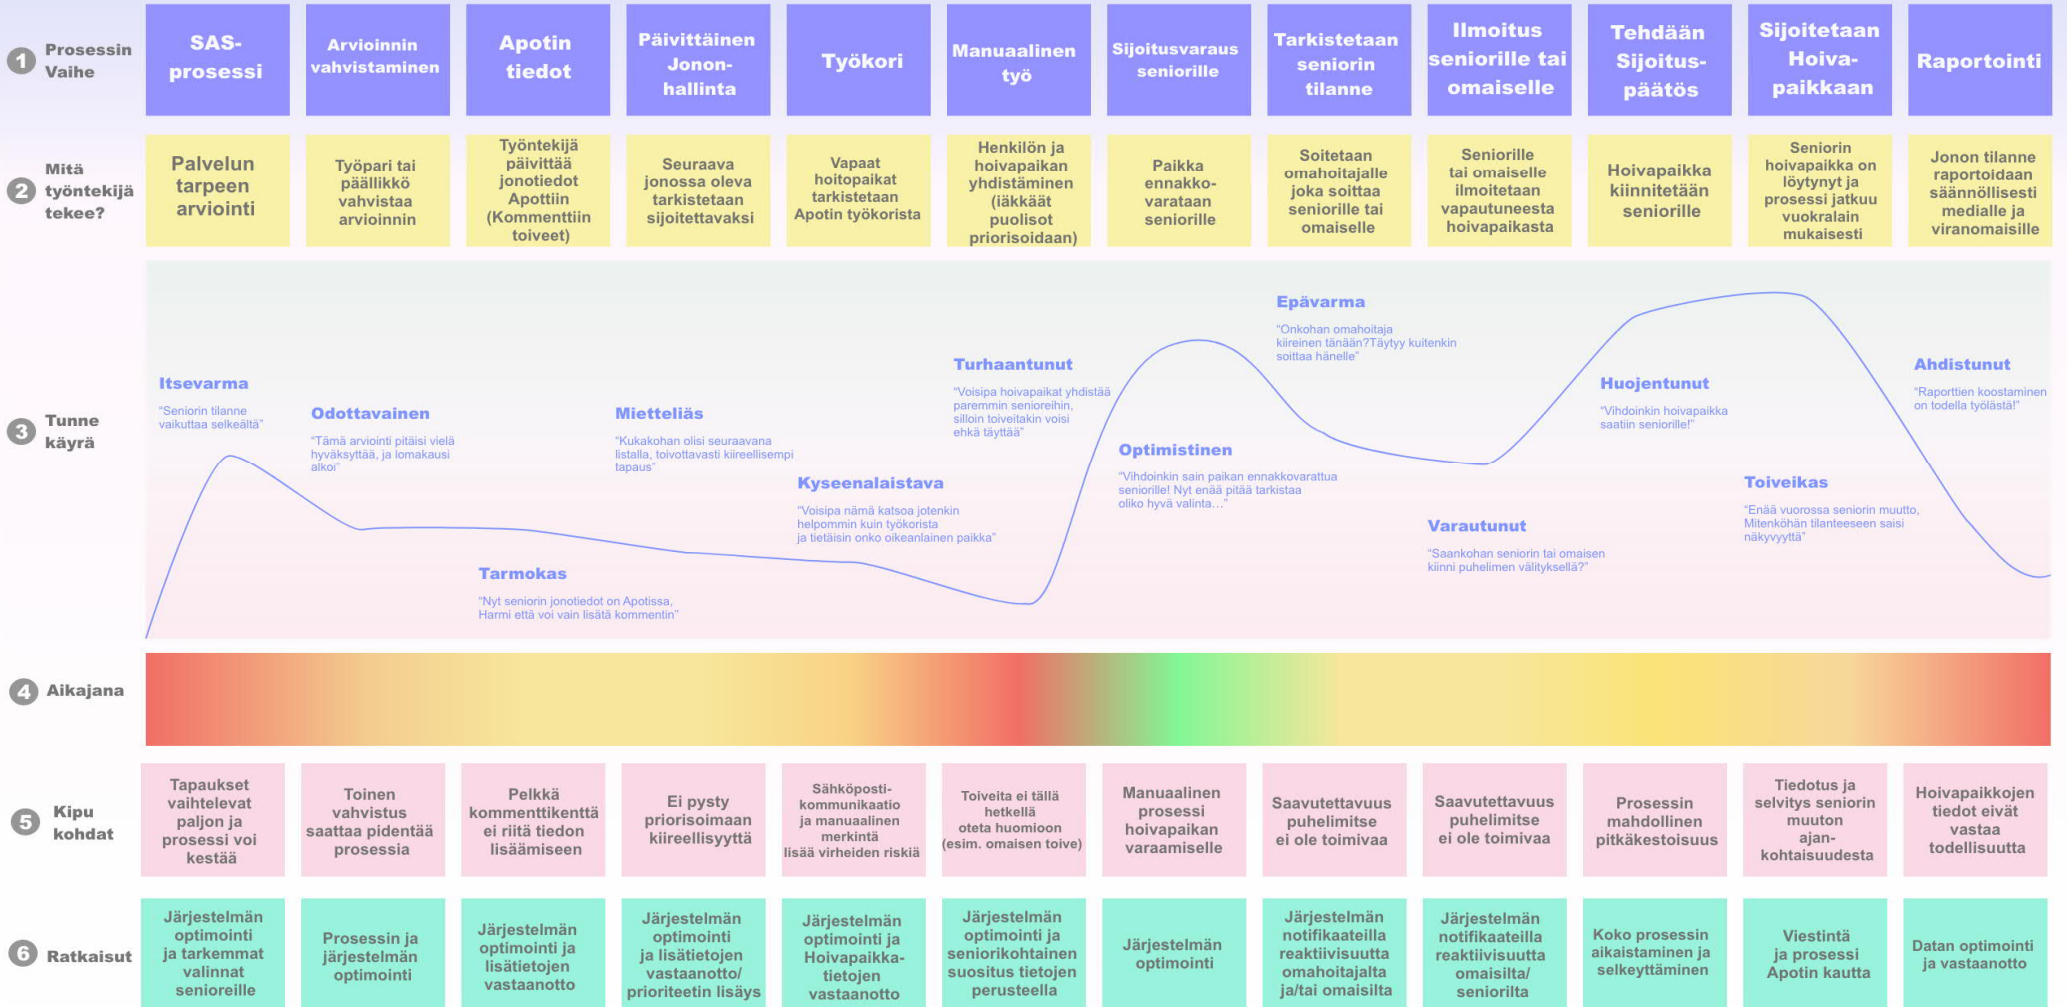 1
Prosessin
Vaihe
SAS-
prosessi
Arvioinnin
vahvistaminen
Apotin
tiedot
Päivittäinen
Jonon-
hallinta
Työkori
Manuaalinen
työ
Sijoitusvaraus
seniorille
Tarkistetaan
seniorin
tilanne
Ilmoitus
seniorille tai
omaiselle
Tehdään
Sijoitus-
päätös
Sijoitetaan
Hoiva-
paikkaan
Raportointi
2
Mitä
työntekijä
tekee?
Palvelun
tarpeen
arviointi
Työpari tai
päällikkö
vahvistaa
arvioinnin
Työntekijä
päivittää
jonotiedot
Apottiin
(Kommenttiin
toiveet)
Seuraava
jonossa oleva
tarkistetaan
sijoitettavaksi
Vapaat
hoitopaikat
tarkistetaan
Apotin työkorista
Henkilön ja
hoivapaikan
yhdistäminen
(iäkkäät
puolisot
priorisoidaan)
Paikka
ennakko-
varataan
seniorille
Soitetaan
omahoitajalle
joka soittaa
seniorille tai
omaiselle
Seniorille
tai omaiselle
ilmoitetaan
vapautuneesta
hoivapaikasta
Hoivapaikka
kiinnitetään
seniorille
Seniorin
hoivapaikka on
löytynyt ja
prosessi jatkuu
vuokralain
mukaisesti
Jonon tilanne
raportoidaan
säännöllisesti
medialle ja
viranomaisille
3
Tunne
käyrä
Itsevarma
“Seniorin tilanne
vaikuttaa selkeältä”
Odottavainen
“Tämä arviointi pitäisi vielä
hyväksyttää, ja lomakausi
alkoi”
Tarmokas
“Nyt seniorin jonotiedot on Apotissa,
Harmi että voi vain lisätä kommentin”
Mietteliäs
“Kukakohan olisi seuraavana
listalla, toivottavasti kiireellisempi
tapaus”
Kyseenalaistava
“Voisipa nämä katsoa jotenkin
helpommin kuin työkorista
ja tietäisin onko oikeanlainen paikka”
Turhaantunut
“Voisipa hoivapaikat yhdistää
paremmin senioreihin,
silloin toiveitakin voisi
ehkä täyttää”
Optimistinen
“Vihdoinkin sain paikan ennakkovarattua
seniorille! Nyt enää pitää tarkistaa
oliko hyvä valinta…”
Epävarma
“Onkohan omahoitaja
kiireinen tänään?Täytyy kuitenkin
soittaa hänelle”
Varautunut
“Saankohan seniorin tai omaisen
kiinni puhelimen välityksellä?”
Huojentunut
“Vihdoinkin hoivapaikka
saatiin seniorille!”
Toiveikas
“Enää vuorossa seniorin muutto,
Mitenköhän tilanteeseen saisi
näkyvyyttä”
Ahdistunut
“Raporttien koostaminen
on todella työlästä!”
4
Aikajana
5
Kipu
kohdat
Tapaukset
vaihtelevat
paljon ja
prosessi voi
kestää
Toinen
vahvistus
saattaa pidentää
prosessia
Pelkkä
kommenttikenttä
ei riitä tiedon
lisäämiseen
Ei pysty
priorisoimaan
kiireellisyyttä
Sähköposti-
kommunikaatio
ja manuaalinen
merkintä
lisää virheiden riskiä
Toiveita ei tällä
hetkellä
oteta huomioon
(esim. omaisen toive)
Manuaalinen
prosessi
hoivapaikan
varaamiselle
Saavutettavuus
puhelimitse
ei ole toimivaa
Saavutettavuus
puhelimitse
ei ole toimivaa
Prosessin
mahdollinen
pitkäkestoisuus
Tiedotus ja
selvitys seniorin
muuton
ajan-
kohtaisuudesta
Hoivapaikkojen
tiedot eivät
vastaa
todellisuutta
6
Ratkaisut
Järjestelmän
optimointi
ja tarkemmat
valinnat
senioreille
Prosessin ja
järjestelmän
optimointi
Järjestelmän
optimointi ja
lisätietojen
vastaanotto
Järjestelmän
optimointi
ja lisätietojen
vastaanotto/
prioriteetin lisäys
Järjestelmän
optimointi ja
Hoivapaikka-
tietojen
vastaanotto
Järjestelmän
optimointi ja
seniorikohtainen
suositus tietojen
perusteella
Järjestelmän
optimointi
Järjestelmän
notifikaateilla
reaktiivisuutta
omahoitajalta
ja/tai omaisilta
Järjestelmän
notifikaateilla
reaktiivisuutta
omaisilta/
seniorilta
Koko prosessin
aikaistaminen ja
selkeyttäminen
Viestintä
ja prosessi
Apotin kautta
Datan optimointi
ja vastaanotto